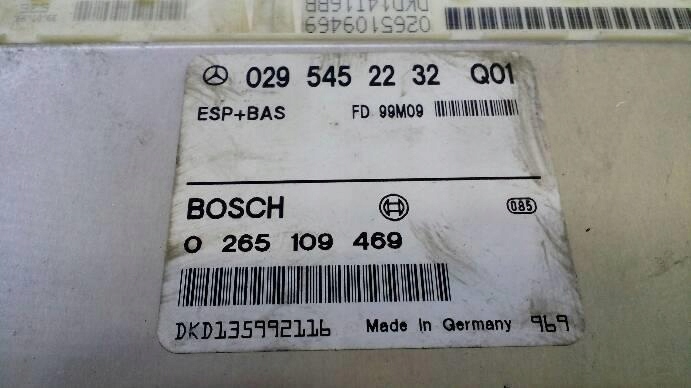 0265109469
DKD14I1688
029 545 22 32 Q01
ESP+BAS FD 99M09
BOSCH 085
0 265 109 469
DKD135992116 Made In Germany 969